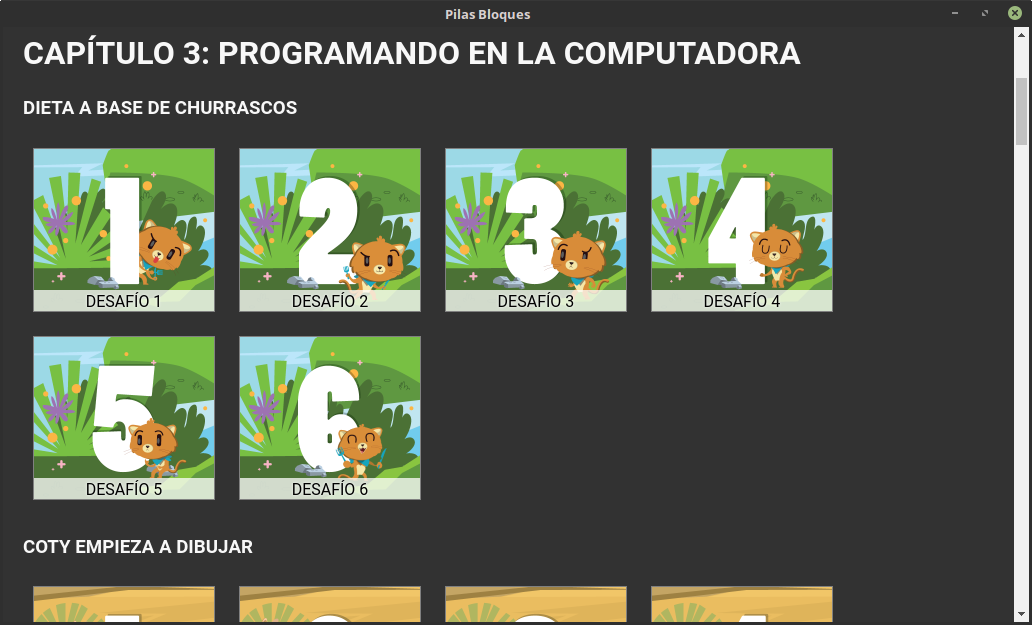 Pilas Bloques
CAPÍTULO 3: PROGRAMANDO EN LA COMPUTADORA
DIETA A BASE DE CHURRASCOS
1
2
3
4
DESAFÍO 1
DESAFÍO 2
DESAFÍO 3
DESAFÍO 4
5
6
DESAFÍO 5
DESAFÍO 6
COTY EMPIEZA A DIBUJAR